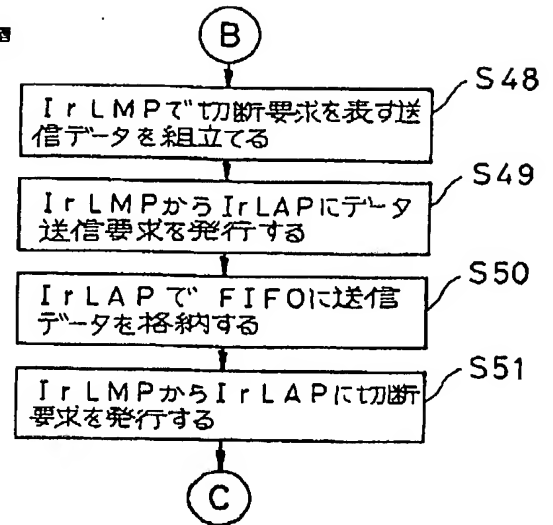 B
S48
IrLMPで切断要求を表す送
信データを組立てる
S49
IrLMPからIrLAPにデータ
送信要求を発行する
S50
IrLAPで FIFOに送信
データを格納する
S51
IrLMPからIrLAPに切断
要求を発行する
C